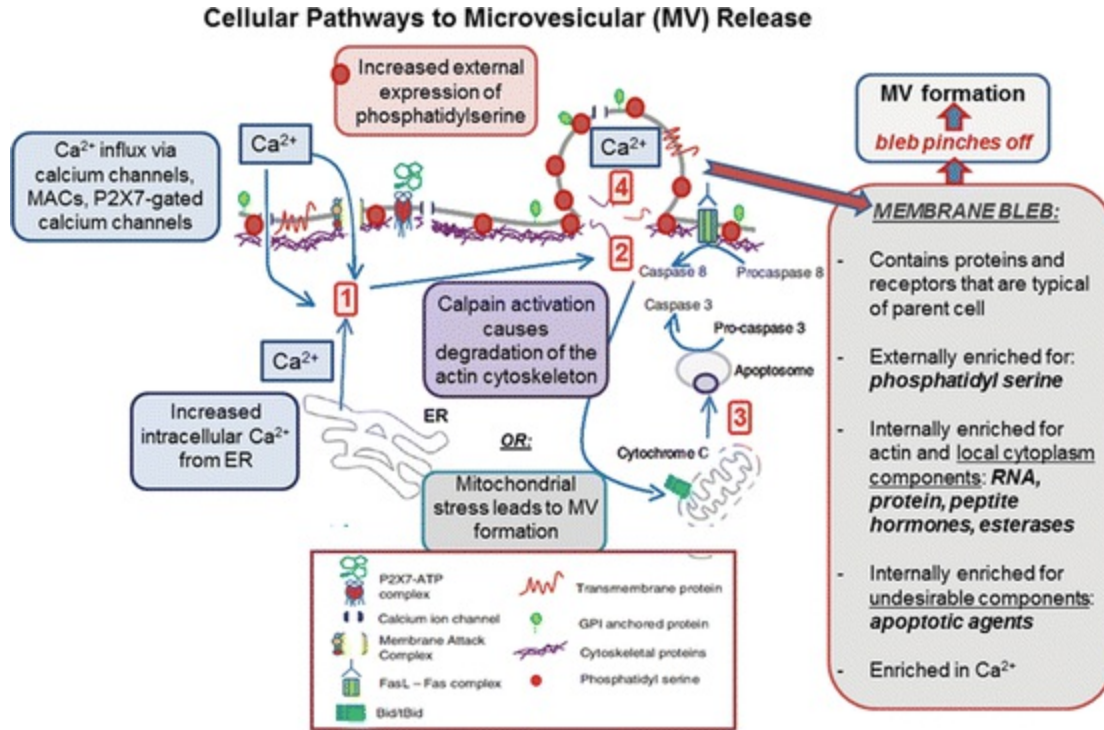 Cellular Pathways to Microvesicular (MV) Release
Increased external
expression of
phosphatidylserine
Ca²⁺ influx via
calcium channels,
MACs, P2X7-gated
calcium channels
Ca²⁺
Ca²⁺
4
2
1
Caspase 8
Procaspase 8
Calpain activation
causes
degradation of the
actin cytoskeleton
Caspase 3
Pro-caspase 3
Apoptosome
Ca²⁺
Increased
intracellular Ca²⁺
from ER
ER
OR:
3
Cytochrome C
Mitochondrial
stress leads to MV
formation
MV formation
bleb pinches off
MEMBRANE BLEB:
- Contains proteins and
receptors that are typical
of parent cell
- Externally enriched for:
phosphatidyl serine
- Internally enriched for
actin and local cytoplasm
components: RNA,
protein, peptite
hormones, esterases
- Internally enriched for
undesirable components:
apoptotic agents
- Enriched in Ca²⁺
P2X7-ATP
complex
Calcium ion channel
Membrane Attack
Complex
FasL – Fas complex
Bid/tBid
Transmembrane protein
GPI anchored protein
Cytoskeletal proteins
Phosphatidyl serine